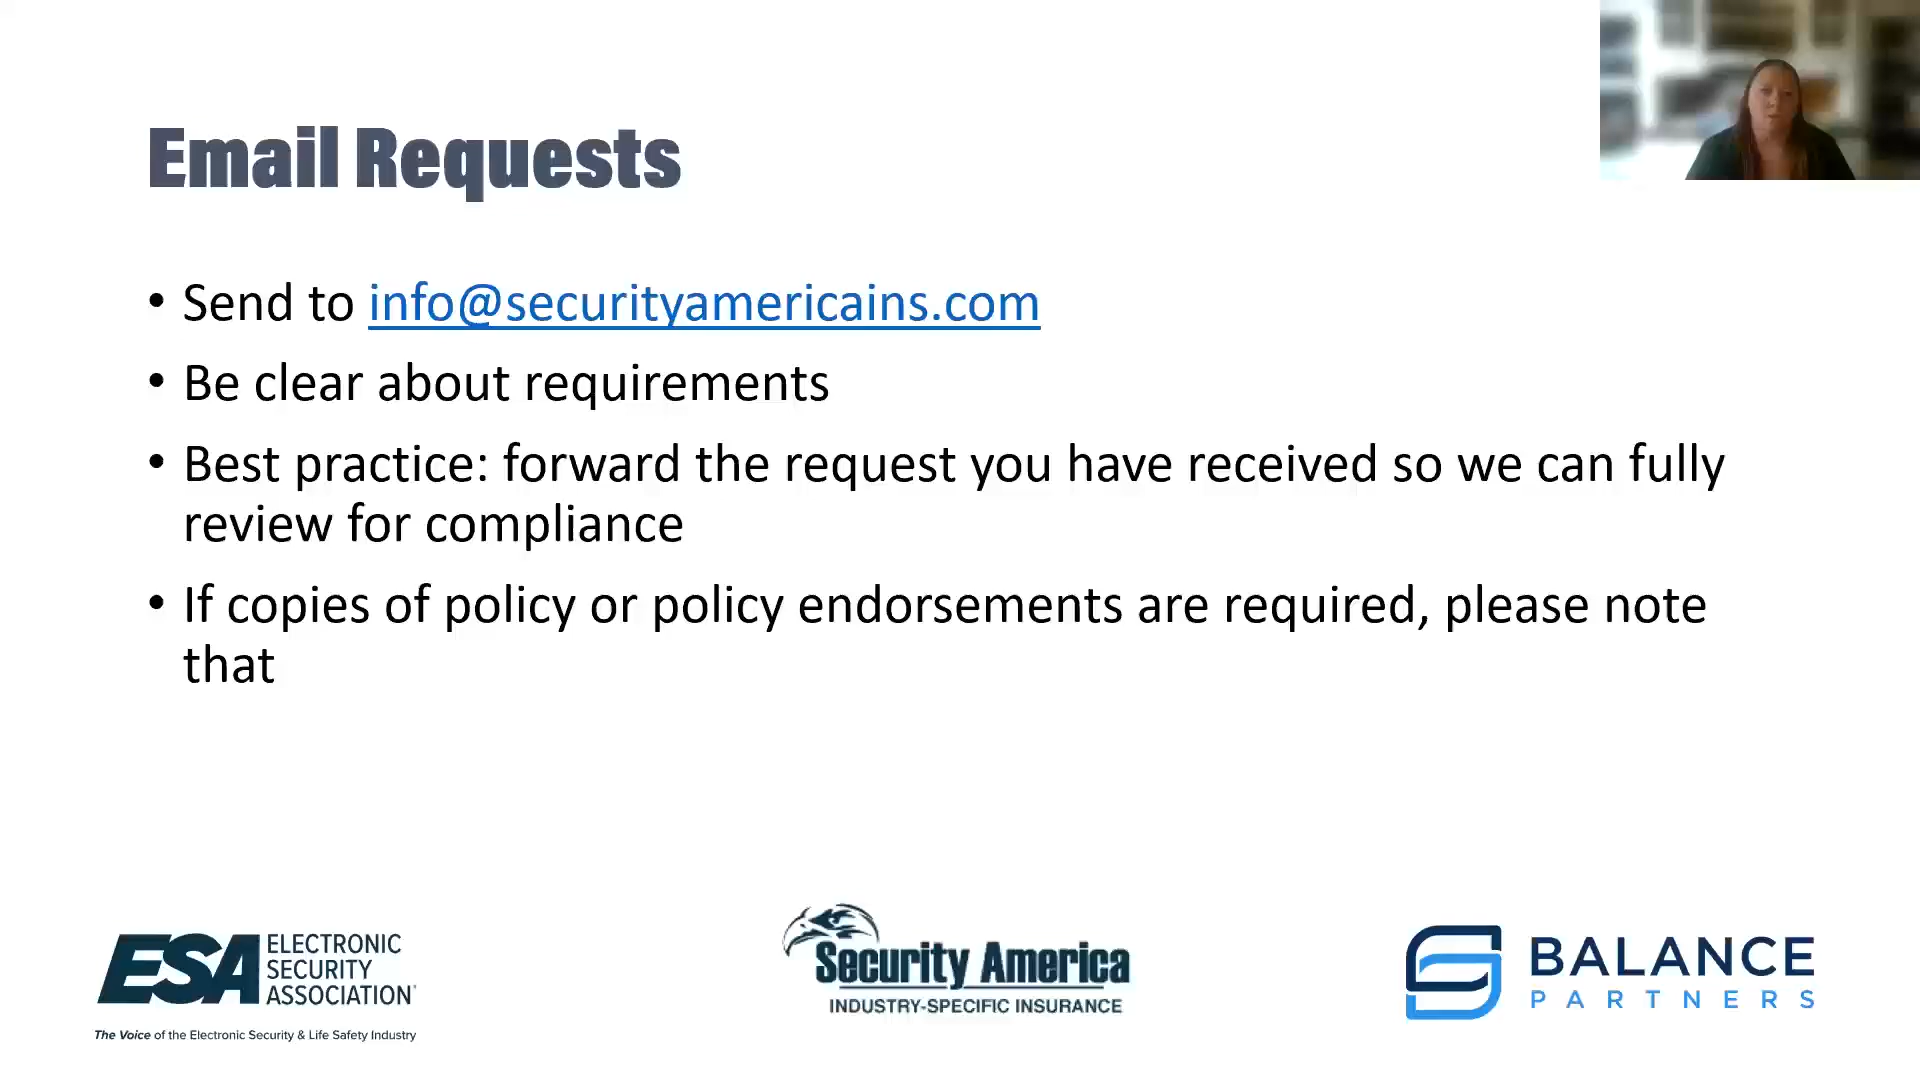 Email Requests
• Send to info@securityamericains.com
• Be clear about requirements
• Best practice: forward the request you have received so we can fully
review for compliance
• If copies of policy or policy endorsements are required, please note
that
ESA ELECTRONIC
SECURITY
ASSOCIATION
The Voice of the Electronic Security & Life Safety Industry
Security America
INDUSTRY-SPECIFIC INSURANCE
BALANCE
PARTNERS